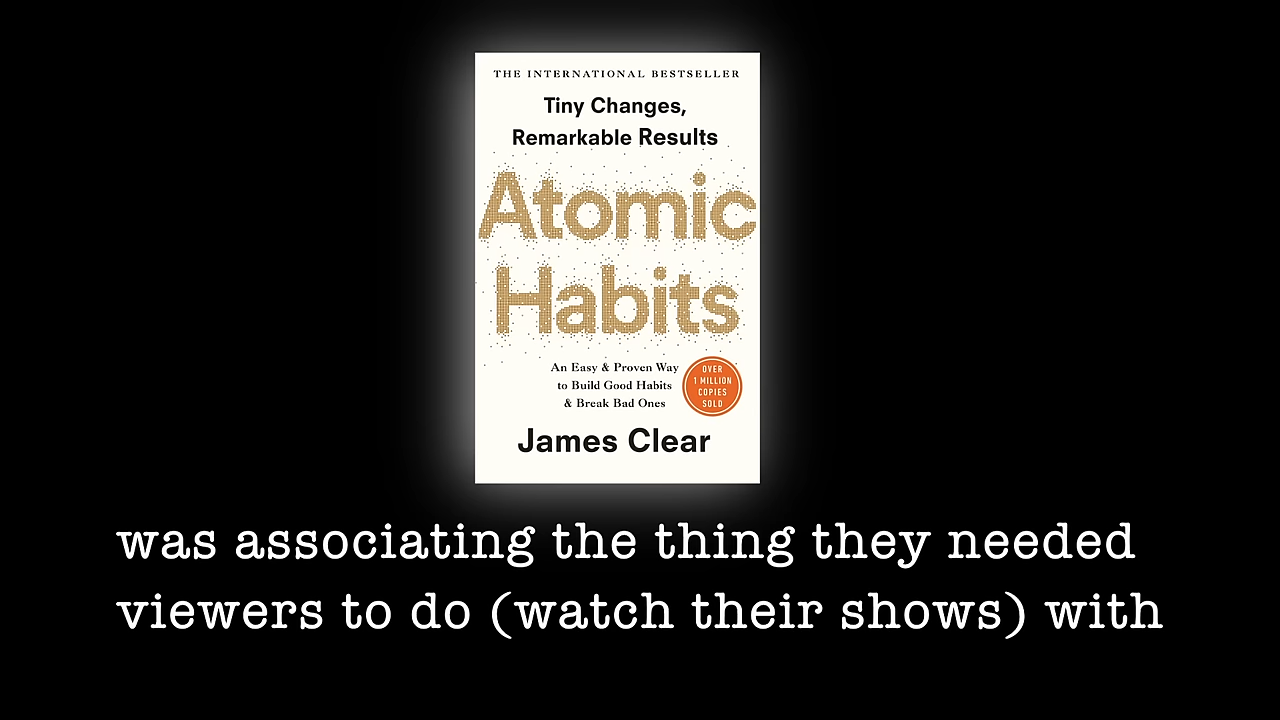 THE INTERNATIONAL BESTSELLER
Tiny Changes,
Remarkable Results
Atomic
Habits
An Easy & Proven Way
to Build Good Habits
& Break Bad Ones
OVER
1 MILLION
COPIES
SOLD
James Clear
was associating the thing they needed
viewers to do (watch their shows) with